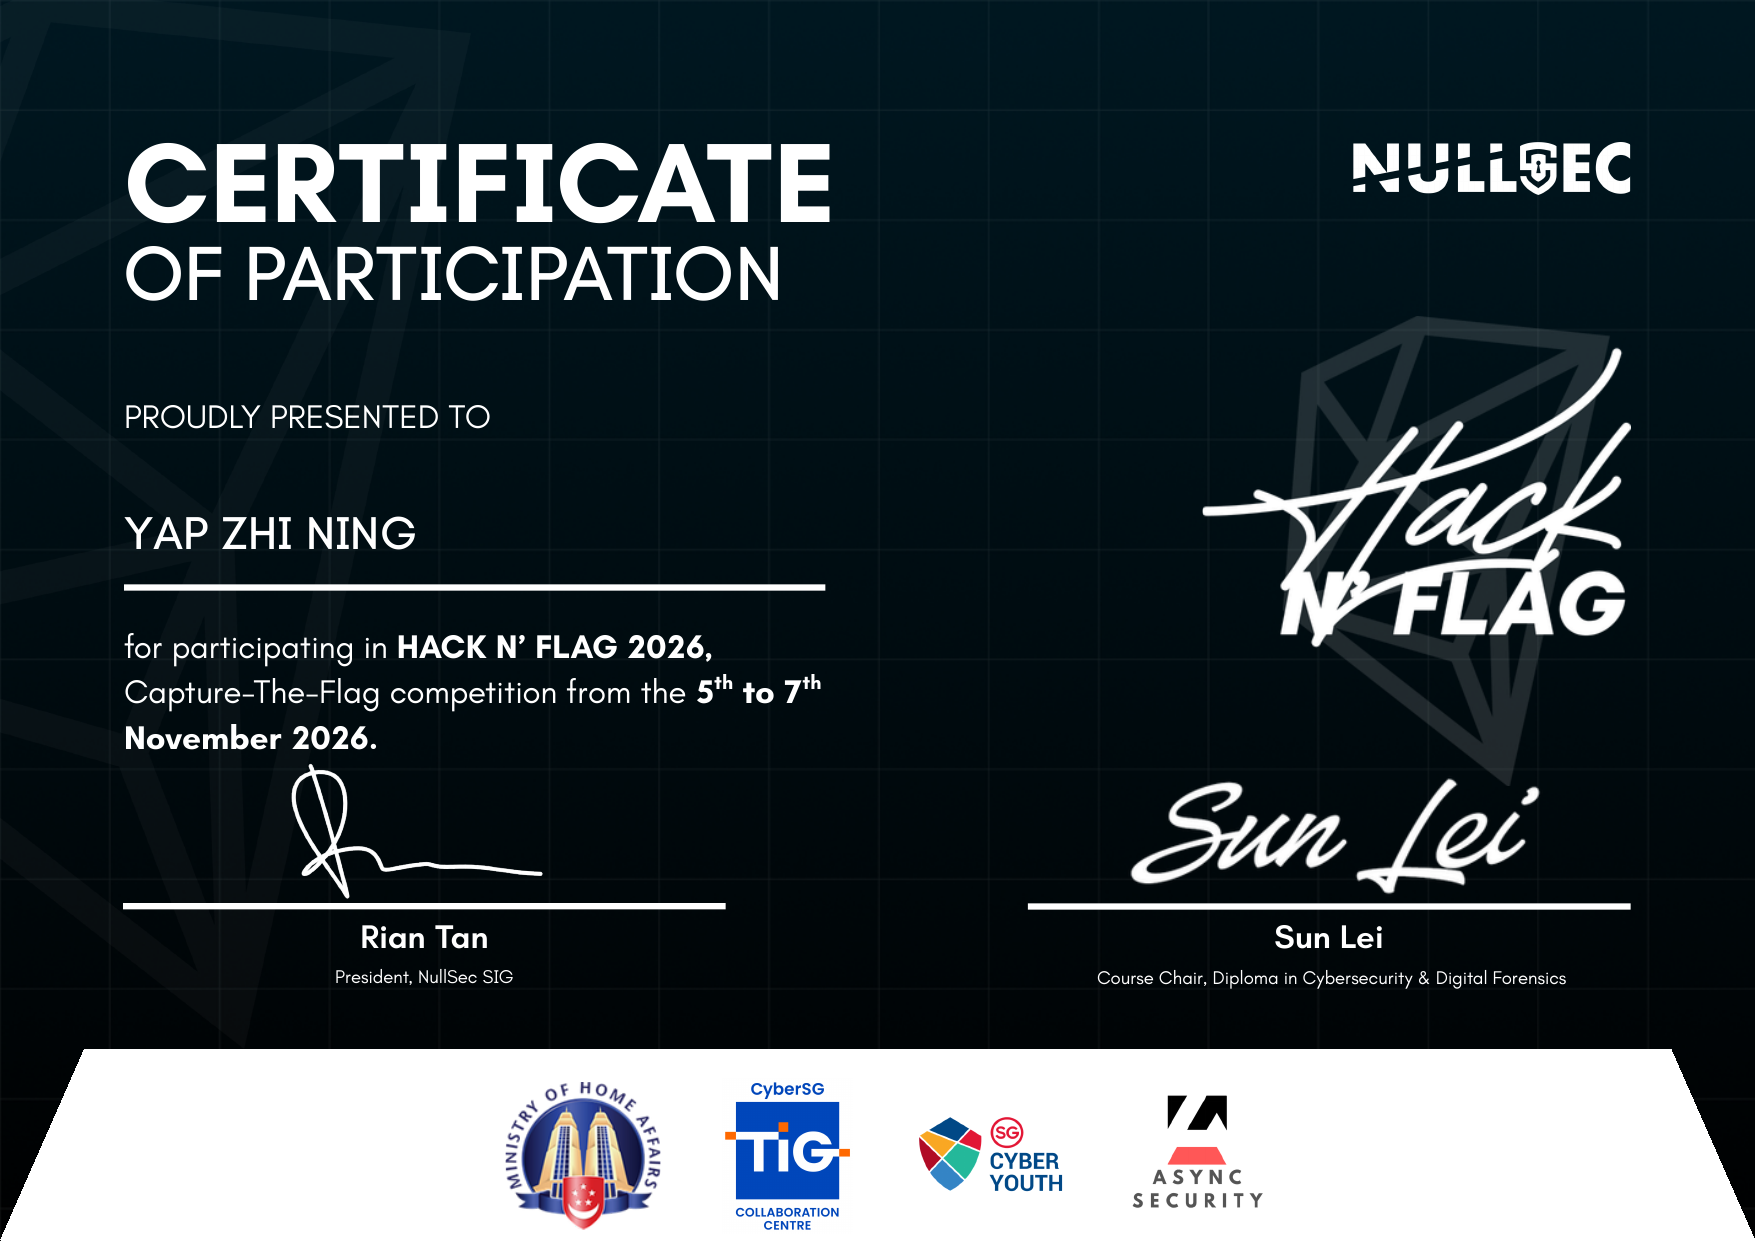 CERTIFICATE
OF PARTICIPATION
NULLSEC
PROUDLY PRESENTED TO
YAP ZHI NING
Hack
N' FLAG
for participating in HACK N’ FLAG 2026,
Capture-The-Flag competition from the 5th to 7th
November 2026.
Sun Lei
Rian Tan
President, NullSec SIG
Sun Lei
Course Chair, Diploma in Cybersecurity & Digital Forensics
MINISTRY OF HOME AFFAIRS
CyberSG
TiG
COLLABORATION
CENTRE
SG
CYBER
YOUTH
ASYNC
SECURITY